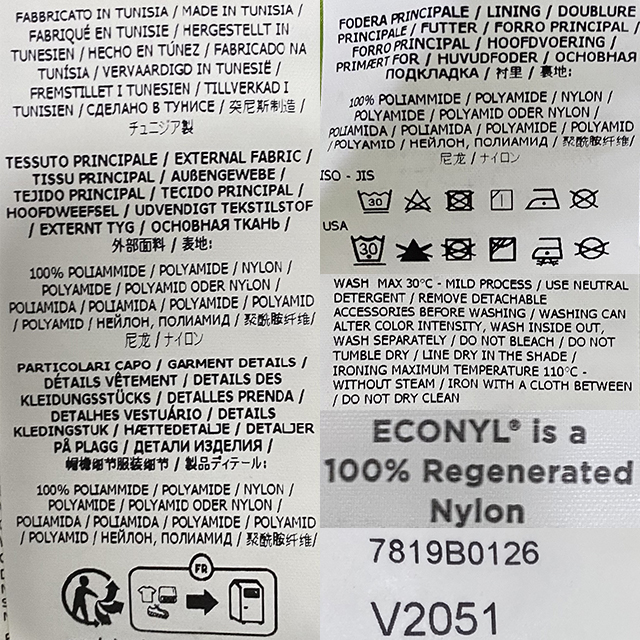 FABBRICATO IN TUNISIA / MADE IN TUNISIA /
FABRIQUÉ EN TUNISIE / HERGESTELLT IN
TUNESIEN / HECHO EN TÚNEZ / FABRICADO NA
TUNÍSIA / VERVAARDIGD IN TUNESIË /
FREMSTILLET I TUNESIEN / TILLVERKAD I
TUNISIEN / СДЕЛАНО В ТУНИСЕ / 突尼斯制造 /
チュニジア製
TESSUTO PRINCIPALE / EXTERNAL FABRIC /
TISSU PRINCIPAL / AUßENGEWEBE /
TEJIDO PRINCIPAL / TECIDO PRINCIPAL /
HOOFDWEEFSEL / UDVENDIGT TEKSTILSTOF
/ EXTERNT TYG / ОСНОВНАЯ ТКАНЬ /
外部面料 / 表地:
100% POLIAMMIDE / POLYAMIDE / NYLON /
POLYAMIDE / POLYAMID ODER NYLON /
POLIAMIDA / POLIAMIDA / POLYAMIDE / POLYAMID
/ POLYAMID / НЕЙЛОН, ПОЛИАМИД / 聚酰胺纤维/
尼龙 / ナイロン
PARTICOLARI CAPO / GARMENT DETAILS /
DÉTAILS VÊTEMENT / DETAILS DES
KLEIDUNGSSTÜCKS / DETALLES PRENDA /
DETALHES VESTUÁRIO / DETAILS
KLEDINGSTUK / HÆTTEDETALJE / DETALJER
PÅ PLAGG / ДЕТАЛИ ИЗДЕЛИЯ /
帽檐细节服装细节 / 製品ディテール:
100% POLIAMMIDE / POLYAMIDE / NYLON /
POLYAMIDE / POLYAMID ODER NYLON /
POLIAMIDA / POLIAMIDA / POLYAMIDE / POLYAMID
/ POLYAMID / НЕЙЛОН, ПОЛИАМИД / 聚酰胺纤维/
FR
FODERA PRINCIPALE / LINING / DOUBLURE
PRINCIPALE / FUTTER / FORRO PRINCIPAL /
FORRO PRINCIPAL / HOOFDVOERING /
PRIMÆRT FOR / HUVUDFODER / ОСНОВНАЯ
ПОДКЛАДКА / 衬里 / 裏地:
100% POLIAMMIDE / POLYAMIDE / NYLON /
POLYAMIDE / POLYAMID ODER NYLON /
POLIAMIDA / POLIAMIDA / POLYAMIDE / POLYAMID
/ POLYAMID / НЕЙЛОН, ПОЛИАМИД / 聚酰胺纤维/
尼龙 / ナイロン
ISO - JIS
30
USA
30
WASH MAX 30°C - MILD PROCESS / USE NEUTRAL
DETERGENT / REMOVE DETACHABLE
ACCESSORIES BEFORE WASHING / WASHING CAN
ALTER COLOR INTENSITY, WASH INSIDE OUT,
WASH SEPARATELY / DO NOT BLEACH / DO NOT
TUMBLE DRY / LINE DRY IN THE SHADE /
IRONING MAXIMUM TEMPERATURE 110°C -
WITHOUT STEAM / IRON WITH A CLOTH BETWEEN
/ DO NOT DRY CLEAN
ECONYL® is a
100% Regenerated
Nylon
7819B0126
V2051